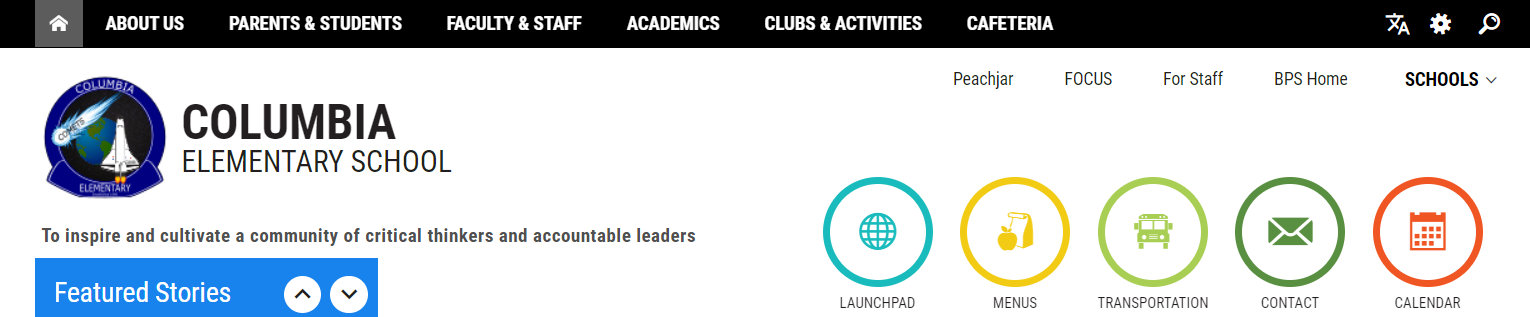 ABOUT US PARENTS & STUDENTS FACULTY & STAFF ACADEMICS CLUBS & ACTIVITIES CAFETERIA
Peachjar FOCUS For Staff BPS Home SCHOOLS
COLUMBIA
COMETS
ELEMENTARY
COLUMBIA
ELEMENTARY SCHOOL
To inspire and cultivate a community of critical thinkers and accountable leaders
Featured Stories
LAUNCHPAD MENUS TRANSPORTATION CONTACT CALENDAR